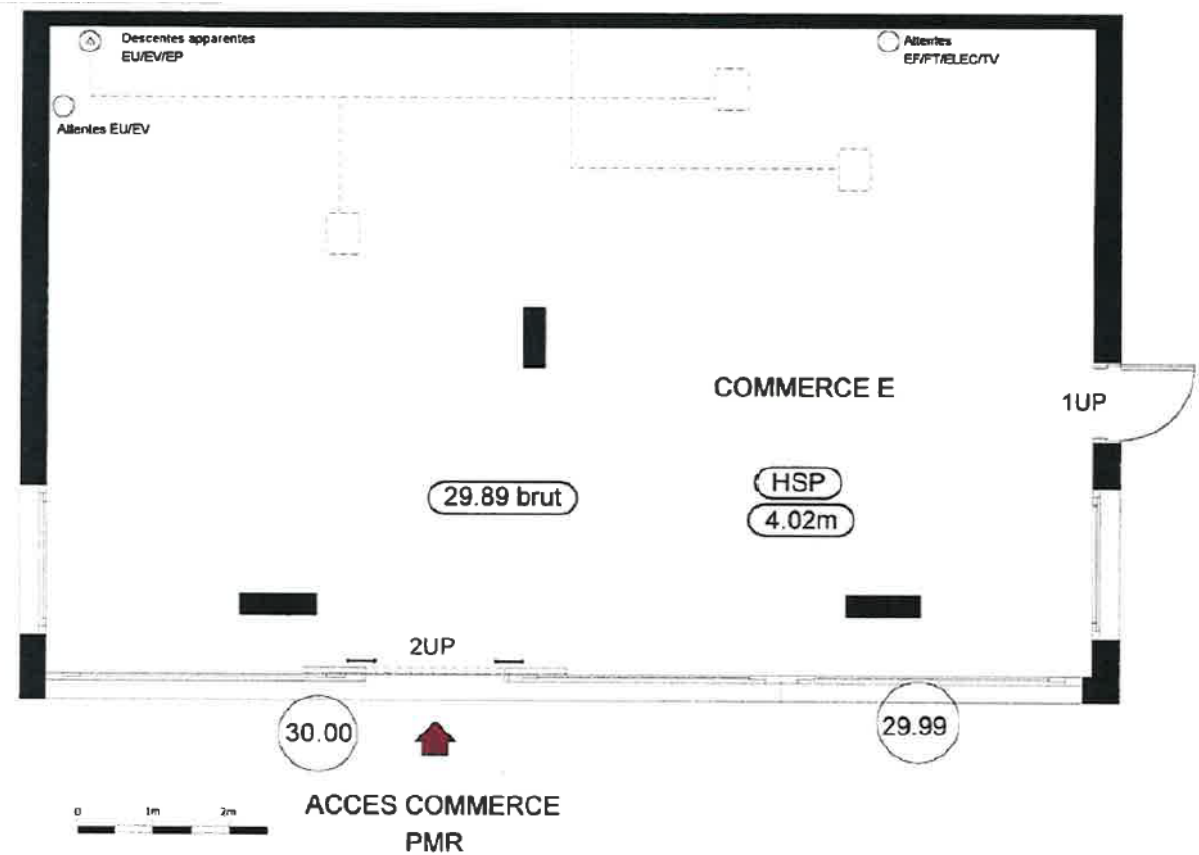 Descentes apparentes
EU/EV/EP
Attentes
EF/FT/ELEC/TV
Attentes EU/EV
COMMERCE E
1UP
29.89 brut
HSP
4.02m
2UP
30.00
29.99
0 1m 2m
ACCES COMMERCE
PMR